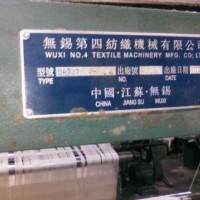 無錫第四紡織機械有限公
WUXI NO.4 TEXTILE MACHINERY MFG. CO.
型號 出廠號 出廠日期
TYPE NO. DATE
中國·江蘇·無錫
CHINA JIANG SU WUXI